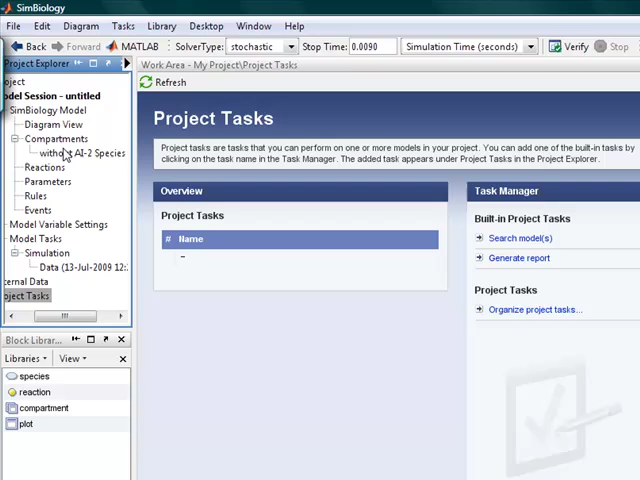 SimBiology
File Edit Diagram Tasks Library Desktop Window Help
Back Forward MATLAB SolverType: stochastic Stop Time: 0.0090 Simulation Time (seconds) Verify Stop
Project Explorer
Work Area - My Project\Project Tasks
oject
Refresh
odel Session - untitled
SimBiology Model
Diagram View
Compartments
without AI-2 Species
Reactions
Parameters
Rules
Events
Model Variable Settings
Model Tasks
Simulation
Data (13-Jul-2009 12:
ternal Data
oject Tasks
Project Tasks
Project tasks are tasks that you can perform on one or more models in your project. You can add one of the built-in tasks by
clicking on the task name in the Task Manager. The added task appears under Project Tasks in the Project Explorer.
Overview
Project Tasks
# Name
–
Task Manager
Built-in Project Tasks
Search model(s)
Generate report
Project Tasks
Organize project tasks...
Block Librar...
Libraries View
species
reaction
compartment
plot